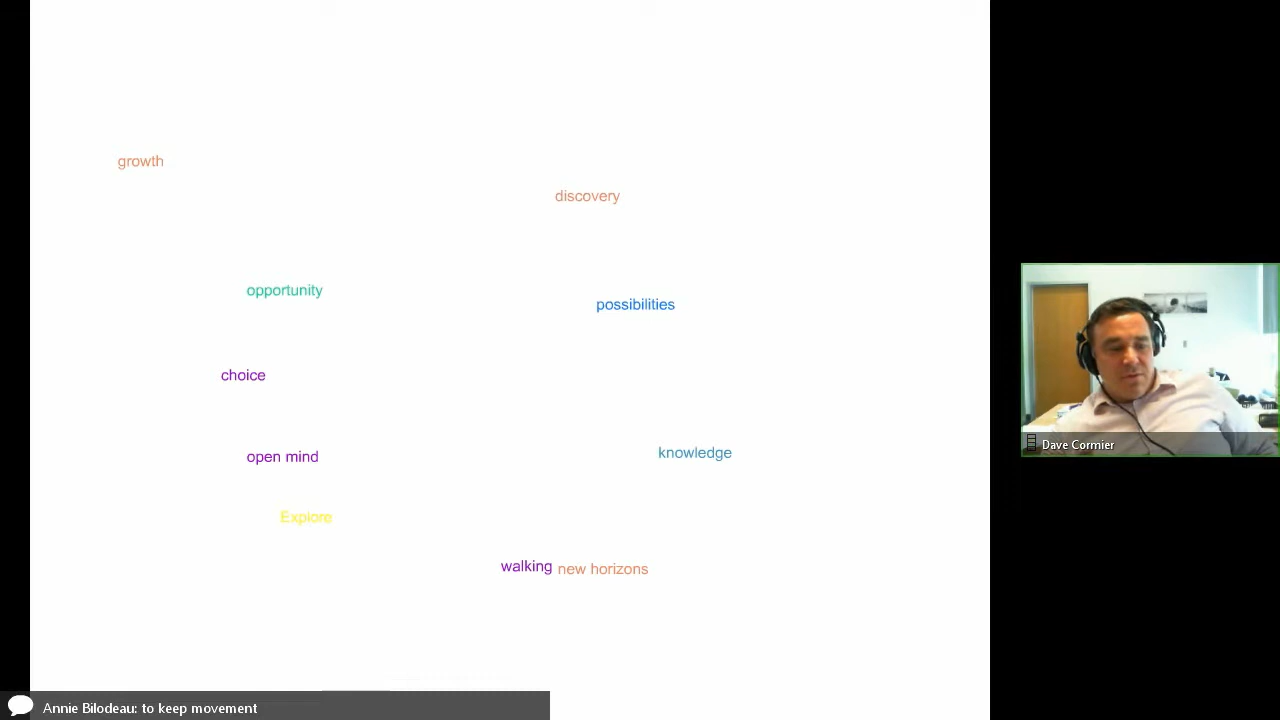 growth
discovery
opportunity
possibilities
choice
open mind
knowledge
Explore
walking new horizons
Dave Cormier
Annie Bilodeau: to keep movement